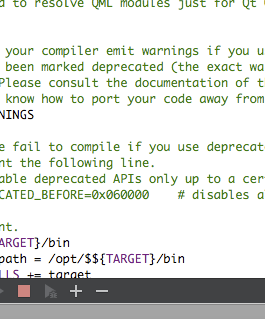 d to resolve QML modules just for Qt
your compiler emit warnings if you u
been marked deprecated (the exact wa
Please consult the documentation of t
know how to port your code away from
NINGS
e fail to compile if you use deprecat
nt the following line.
able deprecated APIs only up to a cer
CATED_BEFORE=0x060000    # disables a
nt.
ARGET}/bin
path = /opt/$${TARGET}/bin
LLS += target